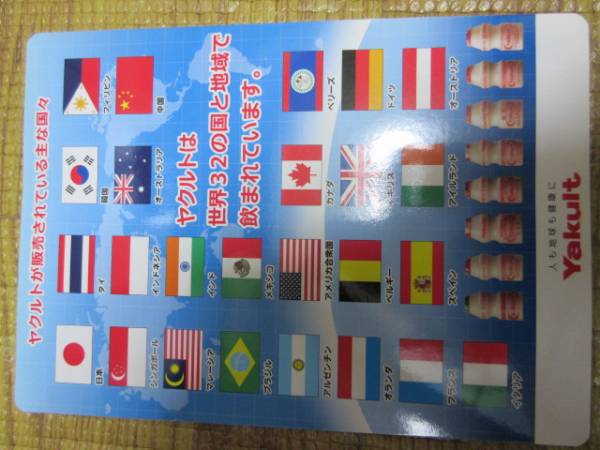 ヤクルトが販売されている主な国々
日本 タイ 韓国 フィリピン
シンガポール インドネシア オーストラリア 中国
マレーシア インド
ブラジル メキシコ
ヤクルトは
世界32の国と地域で
飲まれています。
アルゼンチン アメリカ合衆国 カナダ ベリーズ
オランダ ベルギー イギリス ドイツ
フランス スペイン アイルランド オーストリア
イタリア
人も地球も健康に
Yakult